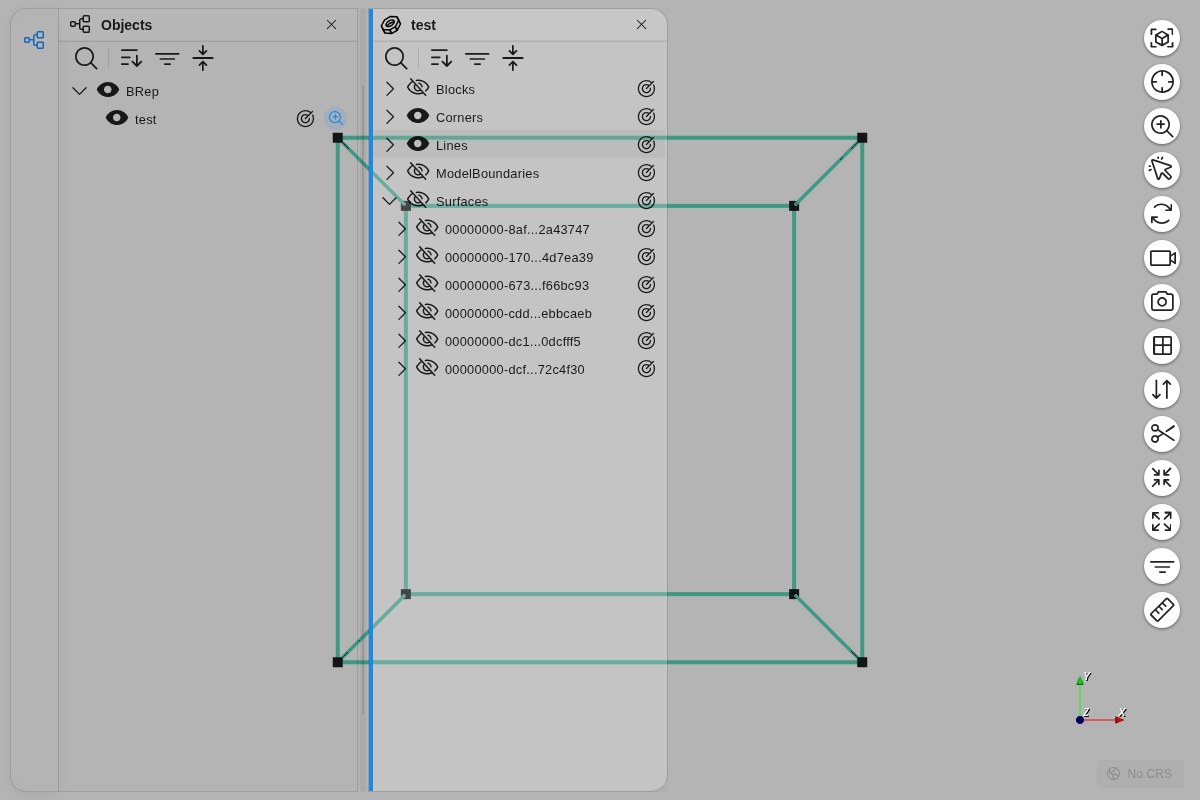 Objects
BRep
test
test
Blocks
Corners
Lines
ModelBoundaries
Surfaces
00000000-8af...2a43747
00000000-170...4d7ea39
00000000-673...f66bc93
00000000-cdd...ebbcaeb
00000000-dc1...0dcfff5
00000000-dcf...72c4f30
Y
Z X
No CRS